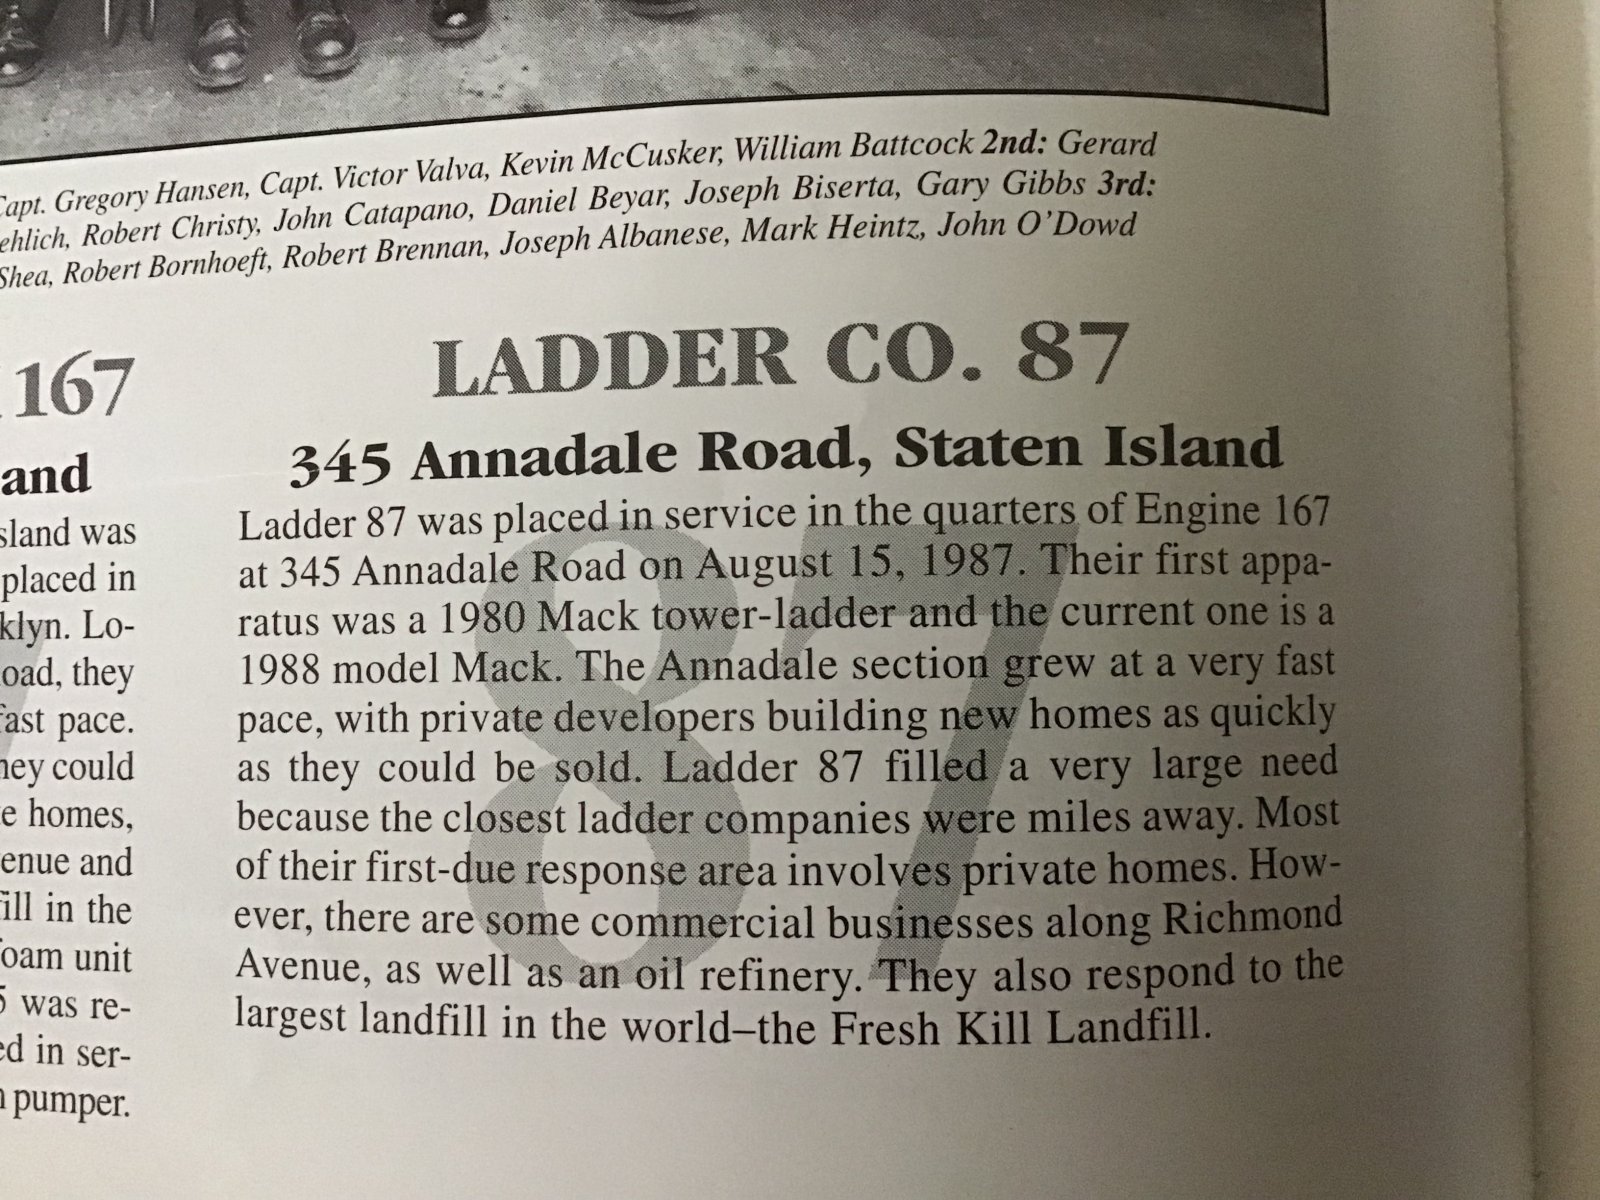 Capt. Gregory Hansen, Capt. Victor Valva, Kevin McCusker, William Battcock 2nd: Gerard
ehlich, Robert Christy, John Catapano, Daniel Beyar, Joseph Biserta, Gary Gibbs 3rd:
Shea, Robert Bornhoeft, Robert Brennan, Joseph Albanese, Mark Heintz, John O'Dowd
167
and
sland was
placed in
klyn. Lo-
oad, they
fast pace.
hey could
e homes,
enue and
fill in the
foam unit
5 was re-
ed in ser-
pumper.
LADDER CO. 87
345 Annadale Road, Staten Island
87
Ladder 87 was placed in service in the quarters of Engine 167
at 345 Annadale Road on August 15, 1987. Their first appa-
ratus was a 1980 Mack tower-ladder and the current one is a
1988 model Mack. The Annadale section grew at a very fast
pace, with private developers building new homes as quickly
as they could be sold. Ladder 87 filled a very large need
because the closest ladder companies were miles away. Most
of their first-due response area involves private homes. How-
ever, there are some commercial businesses along Richmond
Avenue, as well as an oil refinery. They also respond to the
largest landfill in the world–the Fresh Kill Landfill.